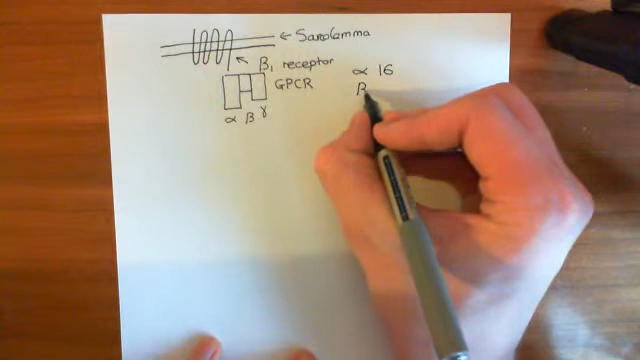 ← Sarcolemma
β₁ receptor
GPCR
α β γ
α 16
β